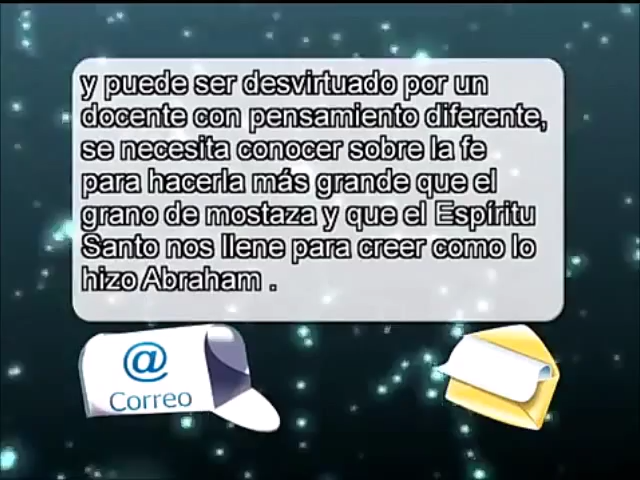 y puede ser desvirtuado por un
docente con pensamiento diferente,
se necesita conocer sobre la fe
para hacerla más grande que el
grano de mostaza y que el Espíritu
Santo nos llene para creer como lo
hizo Abraham .
@
Correo